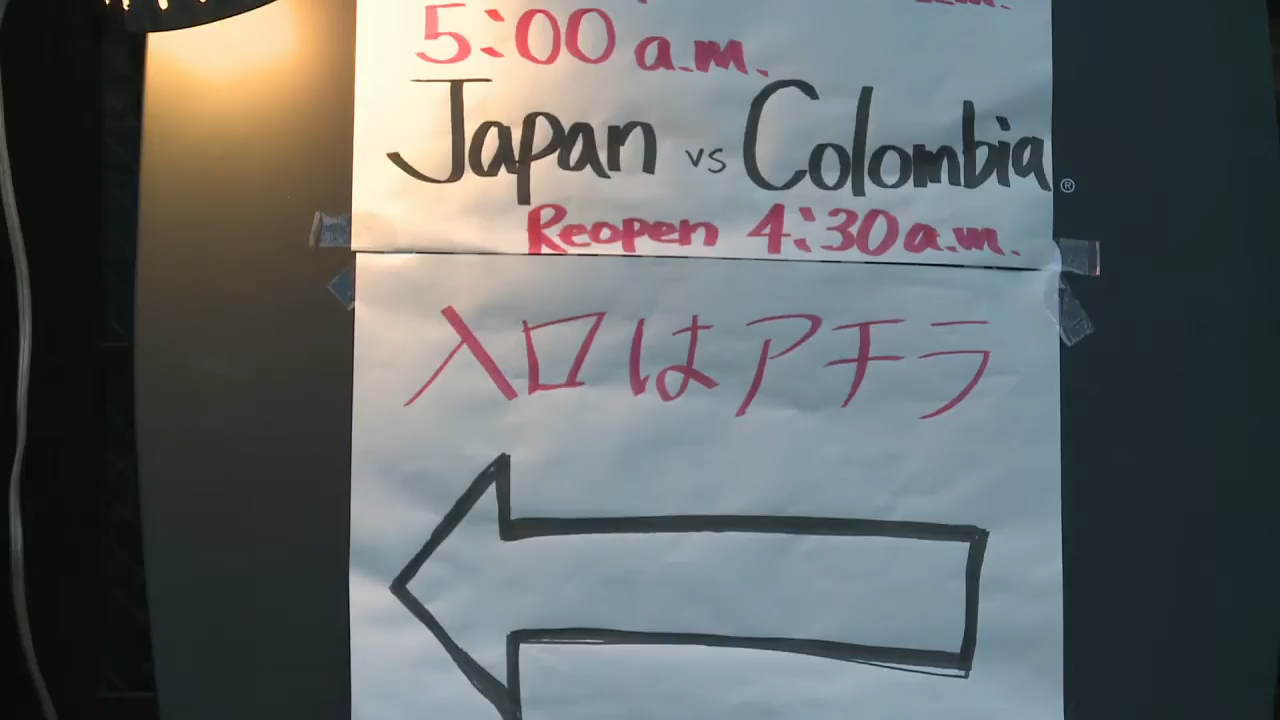 5:00 a.m.
Japan vs Colombia
®
Reopen 4:30 a.m.
入口はアチラ